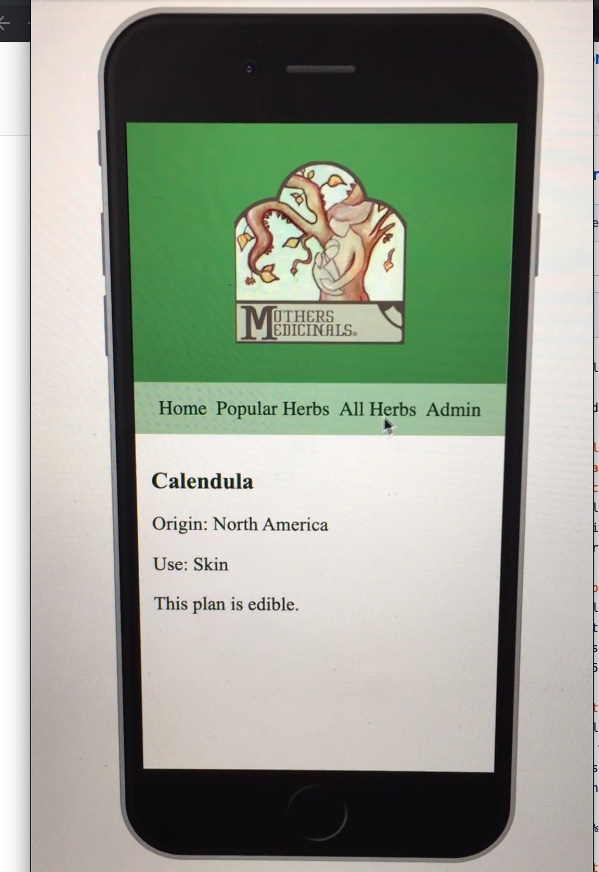 MOTHERS
MEDICINALS®
Home Popular Herbs All Herbs Admin
Calendula
Origin: North America
Use: Skin
This plan is edible.